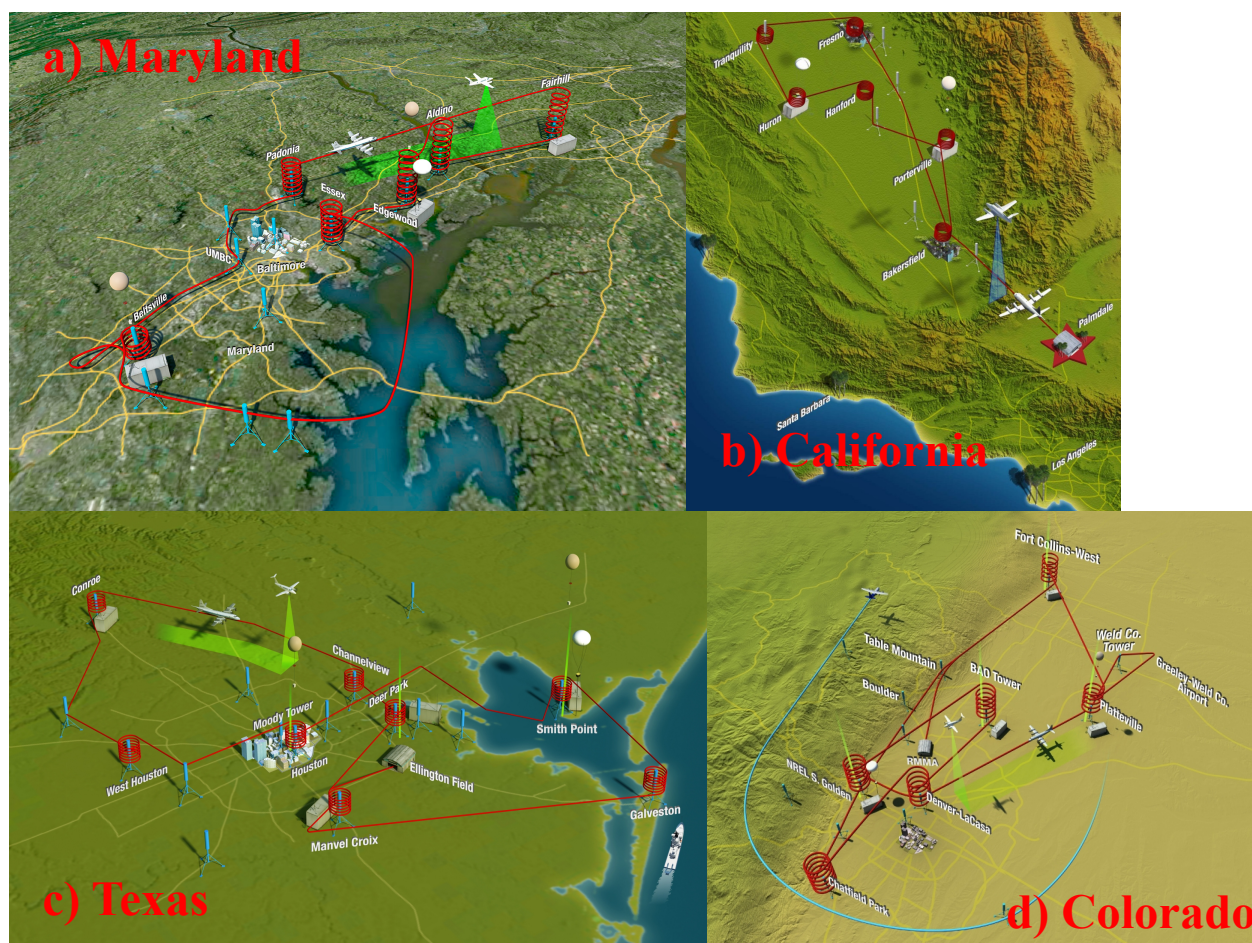 a) Maryland
Fairhill
Aldino
Padonia
Essex
Edgewood
UMBC
Baltimore
Beltsville
Maryland
Fresno
Tranquility
Huron
Hanford
Porterville
Bakersfield
Palmdale
Santa Barbara
b) California
Los Angeles
Conroe
Channelview
Deer Park
Moody Tower
Smith Point
West Houston
Houston
Ellington Field
Galveston
Manvel Croix
c) Texas
Fort Collins-West
Weld Co.
Tower
Table Mountain
BAO Tower
Greeley-Weld Co.
Airport
Boulder
Platteville
RMMA
NREL S. Golden
Denver-LaCasa
Chatfield Park
d) Colorado